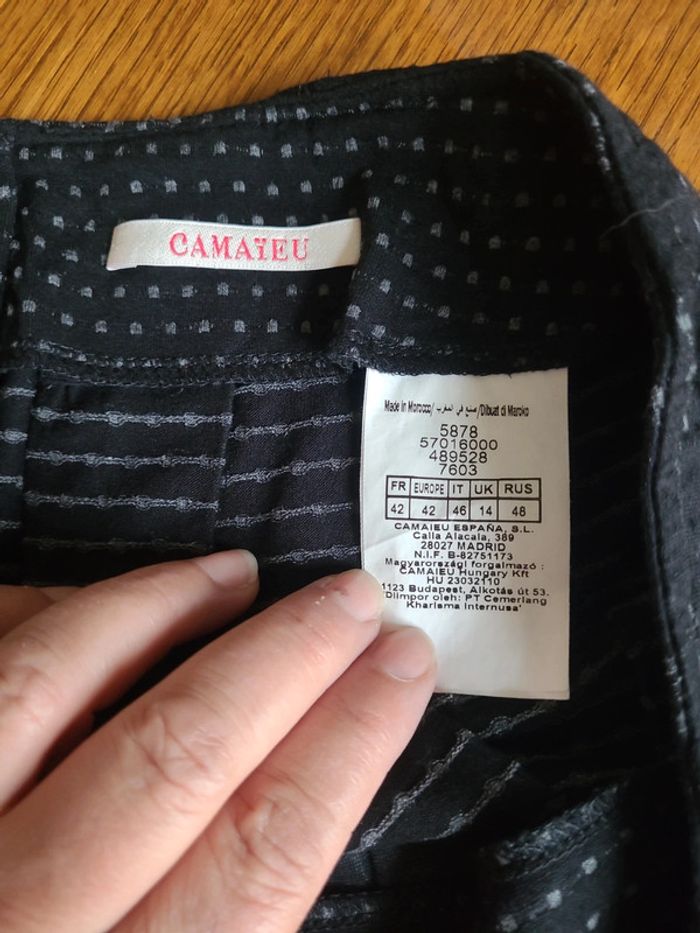 CAMAÏEU
Made in Morocco/ صنع في المغرب /Dibuat di Maroko
5878
57016000
489528
7603
FR EUROPE IT UK RUS
42 42 46 14 48
CAMAIEU ESPAÑA, S.L.
Calla Alacala, 389
28027 MADRID
N.I.F. B-82751173
Magyarországi forgalmazó :
CAMAIEU Hungary Kft
HU 23032110
1123 Budapest, Alkotás út 53.
'Diimpor oleh: PT Cemerlang
Kharisma Internusa'